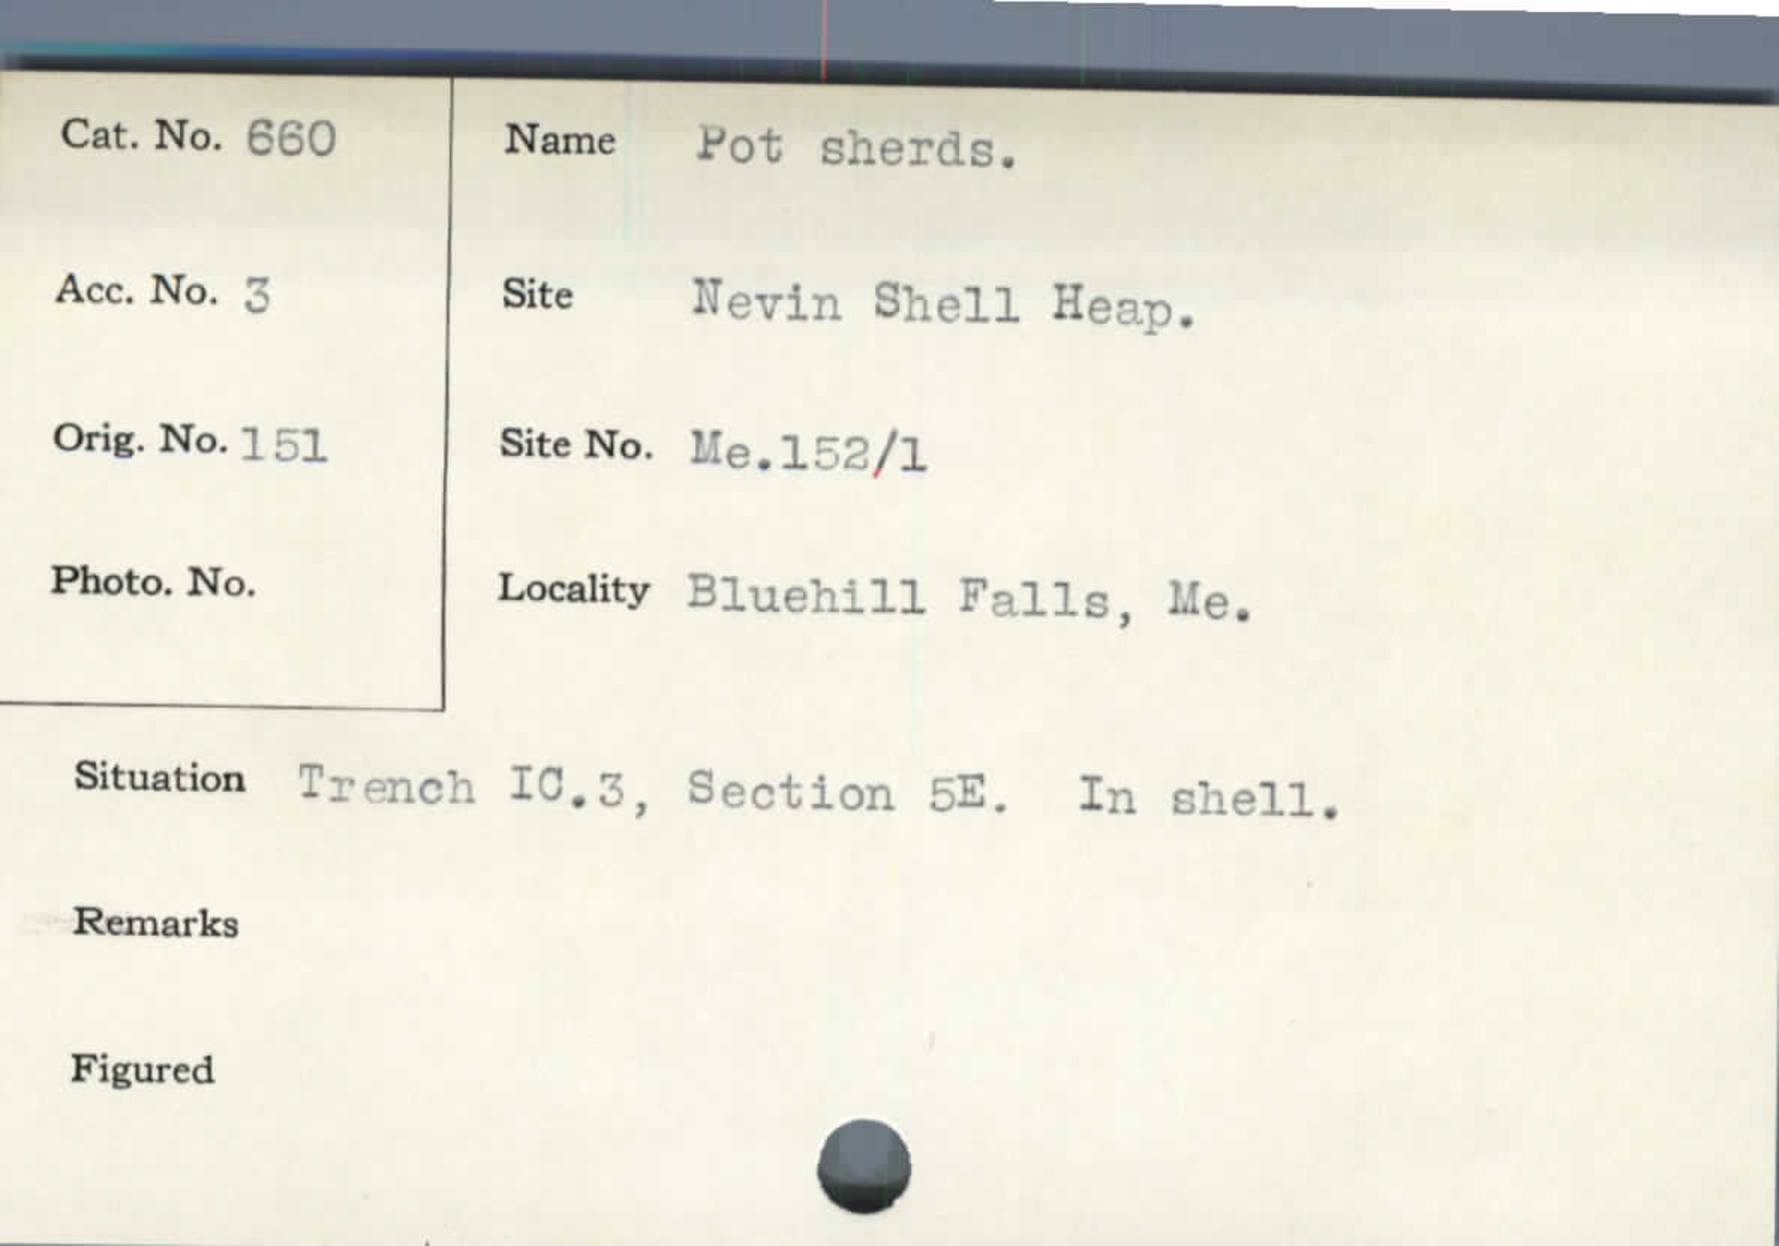 Cat. No. 660
Name Pot sherds.
Acc. No. 3
Site Nevin Shell Heap.
Orig. No. 151
Site No. Me.152/1
Photo. No.
Locality Bluehill Falls, Me.
Situation Trench IC.3, Section 5E. In shell.
Remarks
Figured